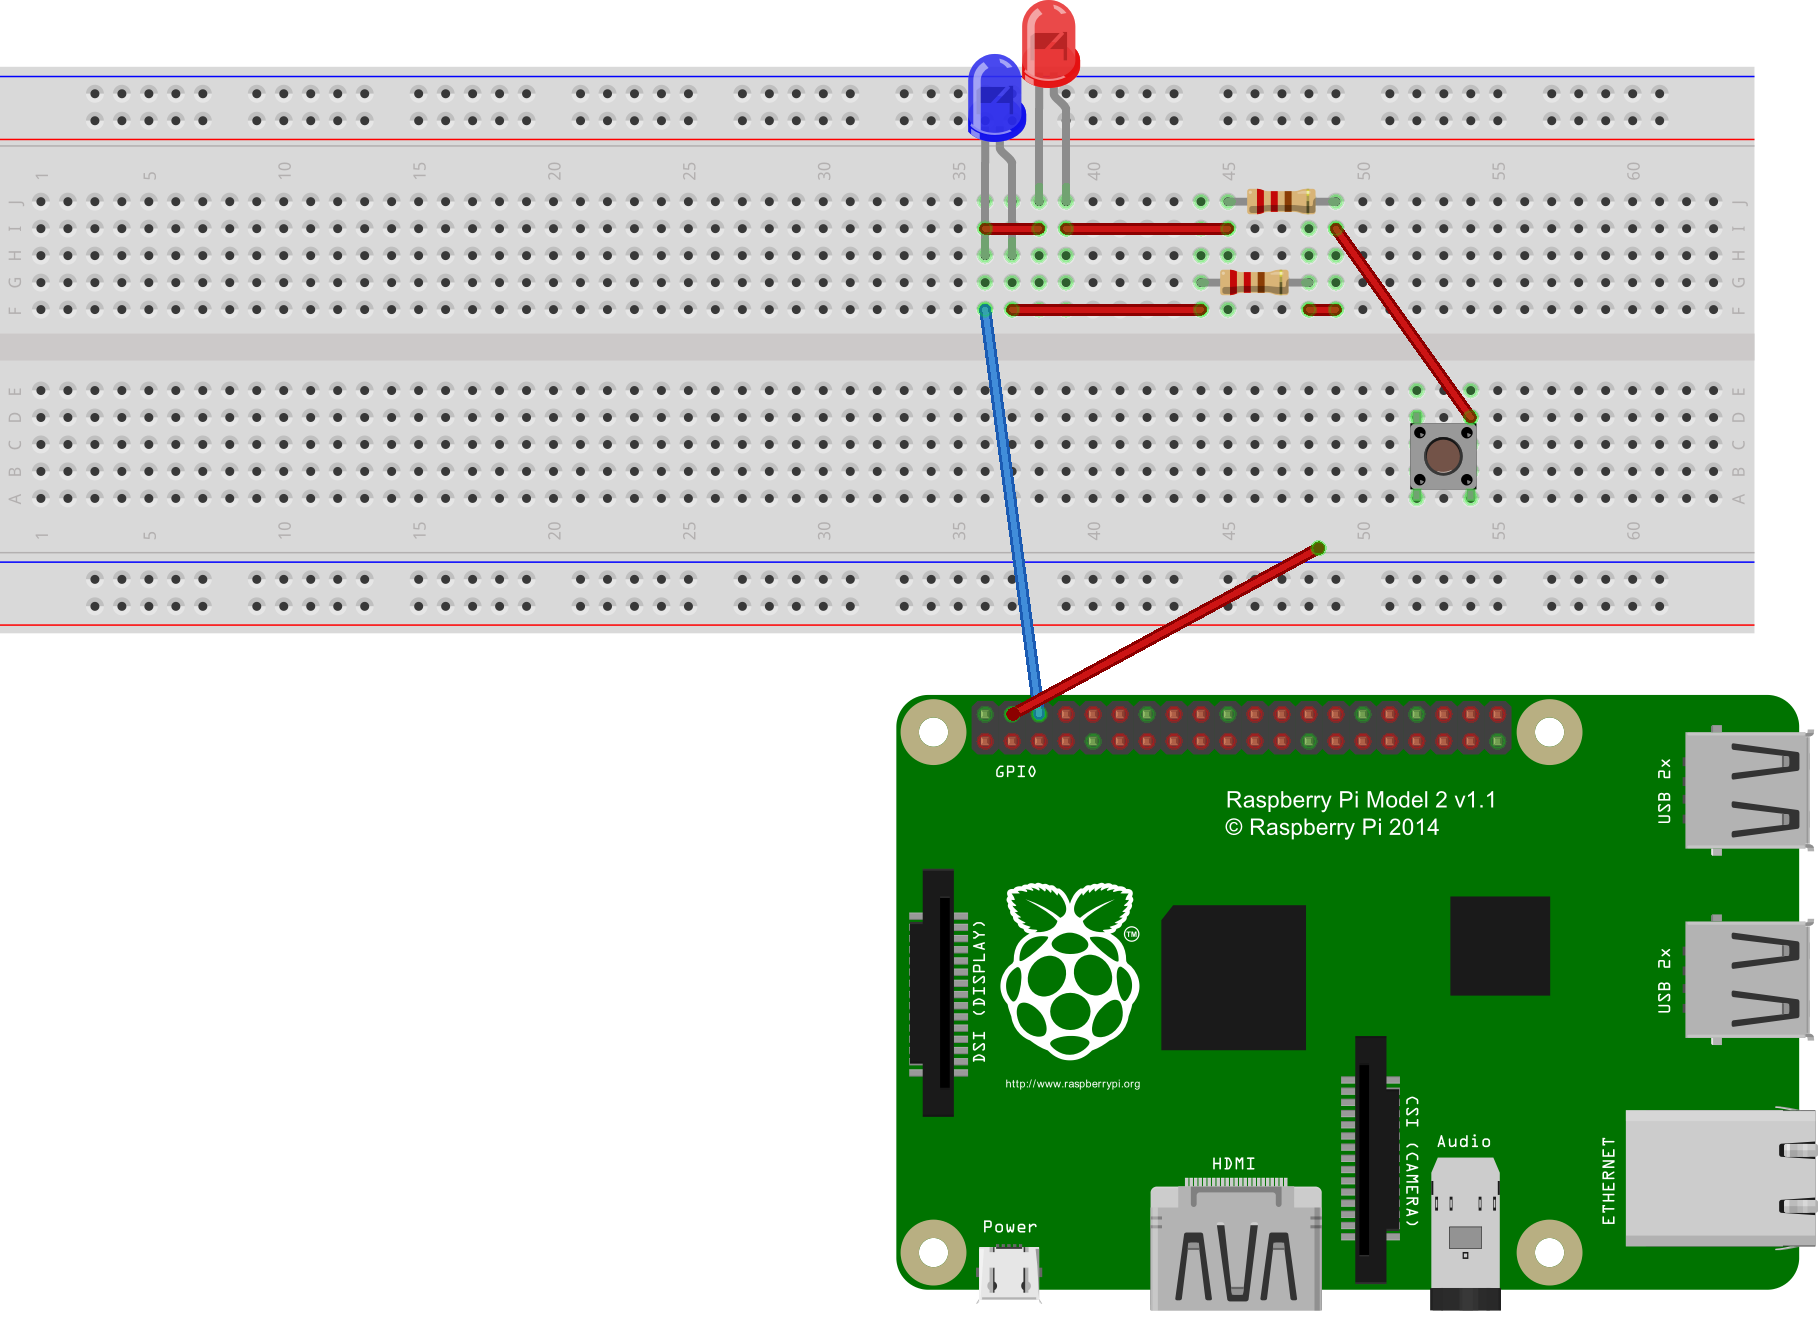 1 5 10 15 20 25 30 35 40 45 50 55 60
J J
I I
H H
G G
F F
E E
D D
C C
B B
A A
1 5 10 15 20 25 30 35 40 45 50 55 60
GPIO
Raspberry Pi Model 2 v1.1
© Raspberry Pi 2014
USB 2x
TM
DSI (DISPLAY)
USB 2x
http://www.raspberrypi.org
CSI (CAMERA)
Audio
HDMI
ETHERNET
Power